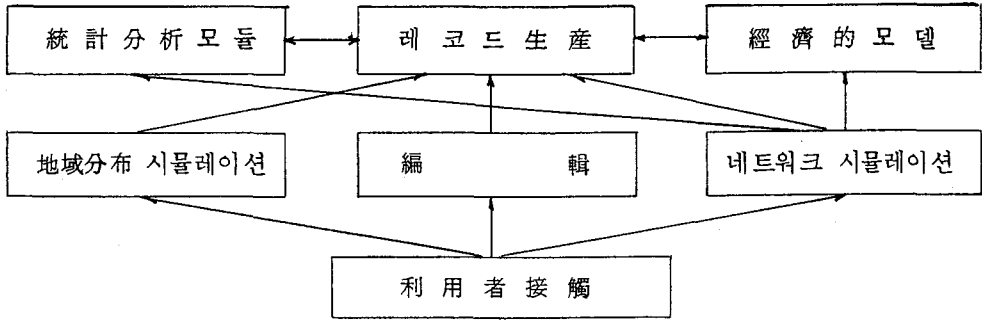 統計分析모듈
레코드生産
經濟的모델
地域分布 시뮬레이션
編輯
네트워크 시뮬레이션
利用者接觸